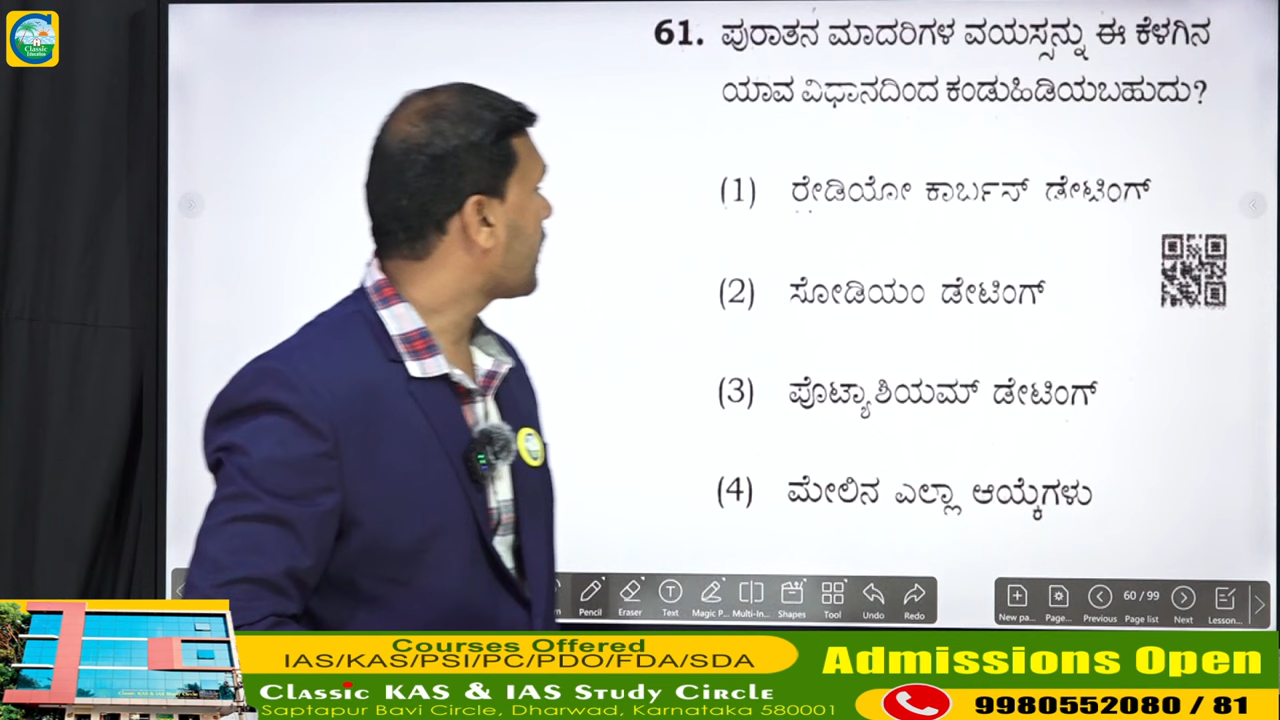 Classic
Education
61. ಪುರಾತನ ಮಾದರಿಗಳ ವಯಸ್ಸನ್ನು ಈ ಕೆಳಗಿನ
ಯಾವ ವಿಧಾನದಿಂದ ಕಂಡುಹಿಡಿಯಬಹುದು?
(1) ರೇಡಿಯೋ ಕಾರ್ಬನ್ ಡೇಟಿಂಗ್
(2) ಸೋಡಿಯಂ ಡೇಟಿಂಗ್
(3) ಪೊಟ್ಯಾಶಿಯಮ್ ಡೇಟಿಂಗ್
(4) ಮೇಲಿನ ಎಲ್ಲಾ ಆಯ್ಕೆಗಳು
Pencil Eraser Text Magic P... Multi-In... Shapes Tool Undo Redo
60 / 99
New pa... Page... Previous Page list Next Lesson...
Courses Offered
IAS/KAS/PSI/PC/PDO/FDA/SDA
Classic KAS & IAS Study Circle
Saptapur Bavi Circle, Dharwad, Karnataka 580001
Admissions Open
9980552080 / 81